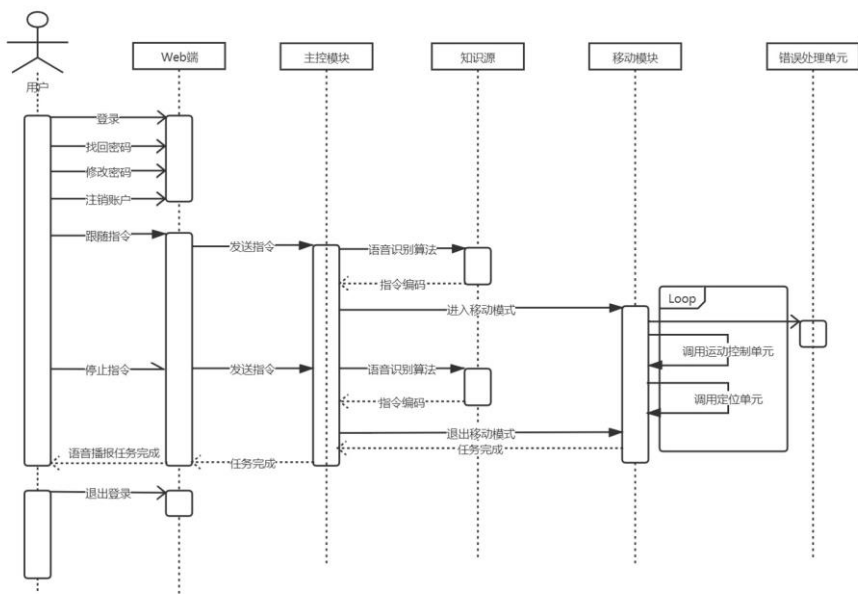 用户
Web端
主控模块
知识源
移动模块
错误处理单元
登录
找回密码
修改密码
注销账户
跟随指令
发送指令
语音识别算法
指令编码
进入移动模式
Loop
调用运动控制单元
停止指令
发送指令
语音识别算法
调用定位单元
指令编码
退出移动模式
任务完成
任务完成
语音播报任务完成
退出登录